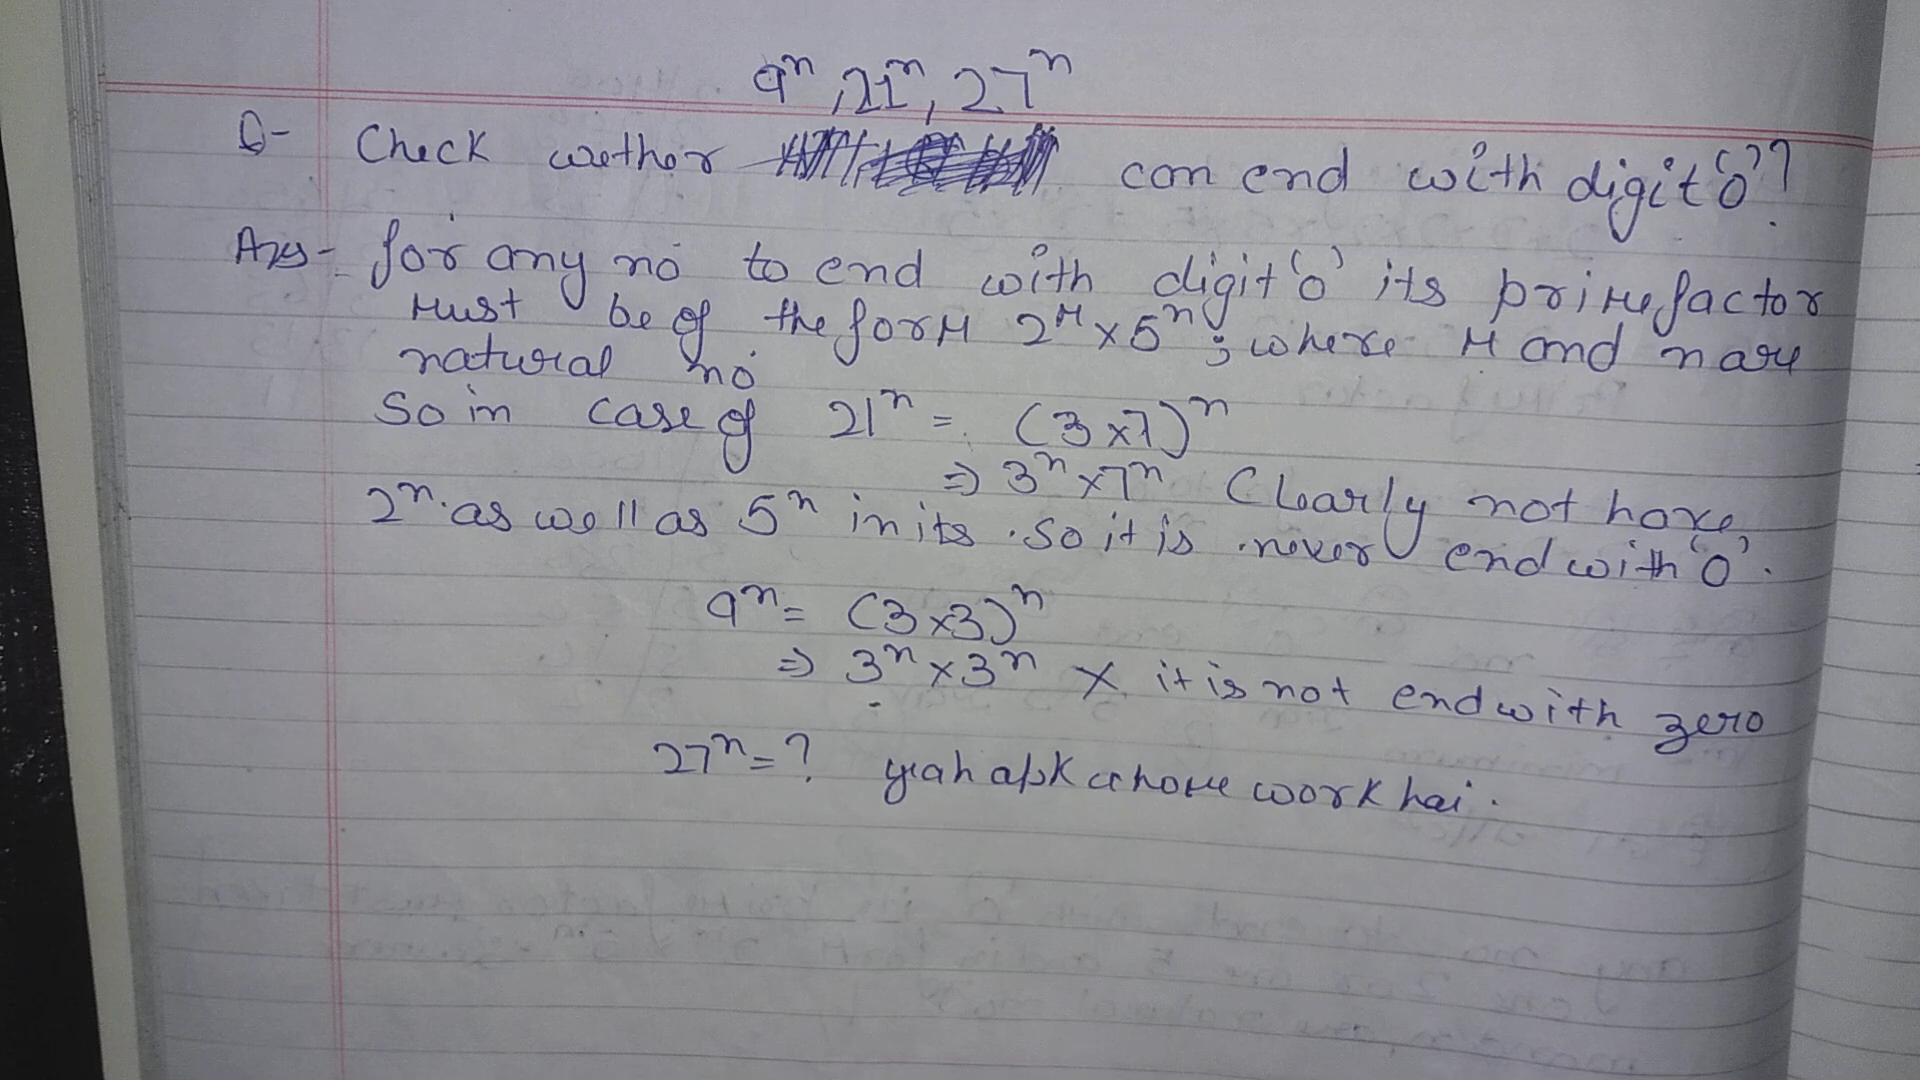 9ⁿ, 21ⁿ, 27ⁿ
Q- Check wether can end with digit '0'?
Ans- for any no to end with digit '0' its prime factor
must be of the form 2ᵐ × 5ⁿ ; where m and n are
natural no
So in case of 21ⁿ = (3×7)ⁿ
⇒ 3ⁿ×7ⁿ Clearly not have
2ⁿ as well as 5ⁿ in its . So it is never end with '0'.
9ⁿ = (3×3)ⁿ
⇒ 3ⁿ×3ⁿ × it is not end with zero
27ⁿ = ? yah apka home work hai .